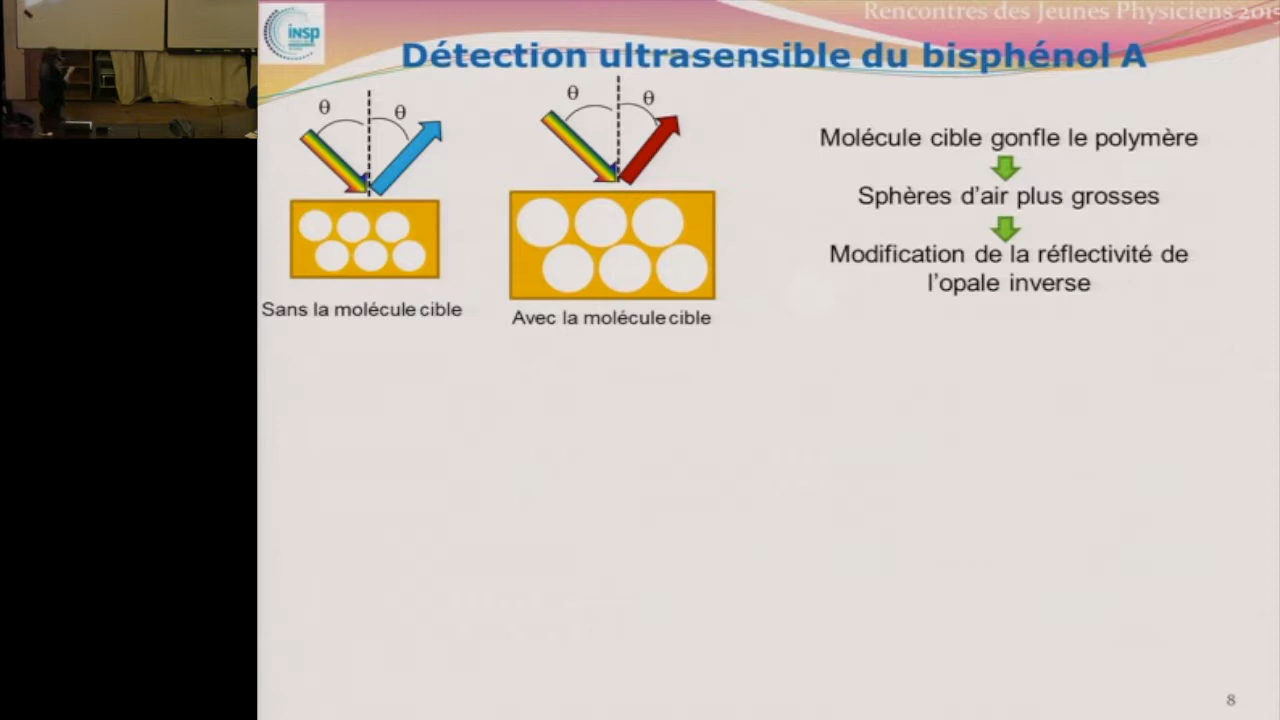 Rencontres des Jeunes Physiciens 2015
insp
Détection ultrasensible du bisphénol A
θ
θ
θ
θ
Molécule cible gonfle le polymère
Sphères d'air plus grosses
Modification de la réflectivité de
l'opale inverse
Sans la molécule cible
Avec la molécule cible
8